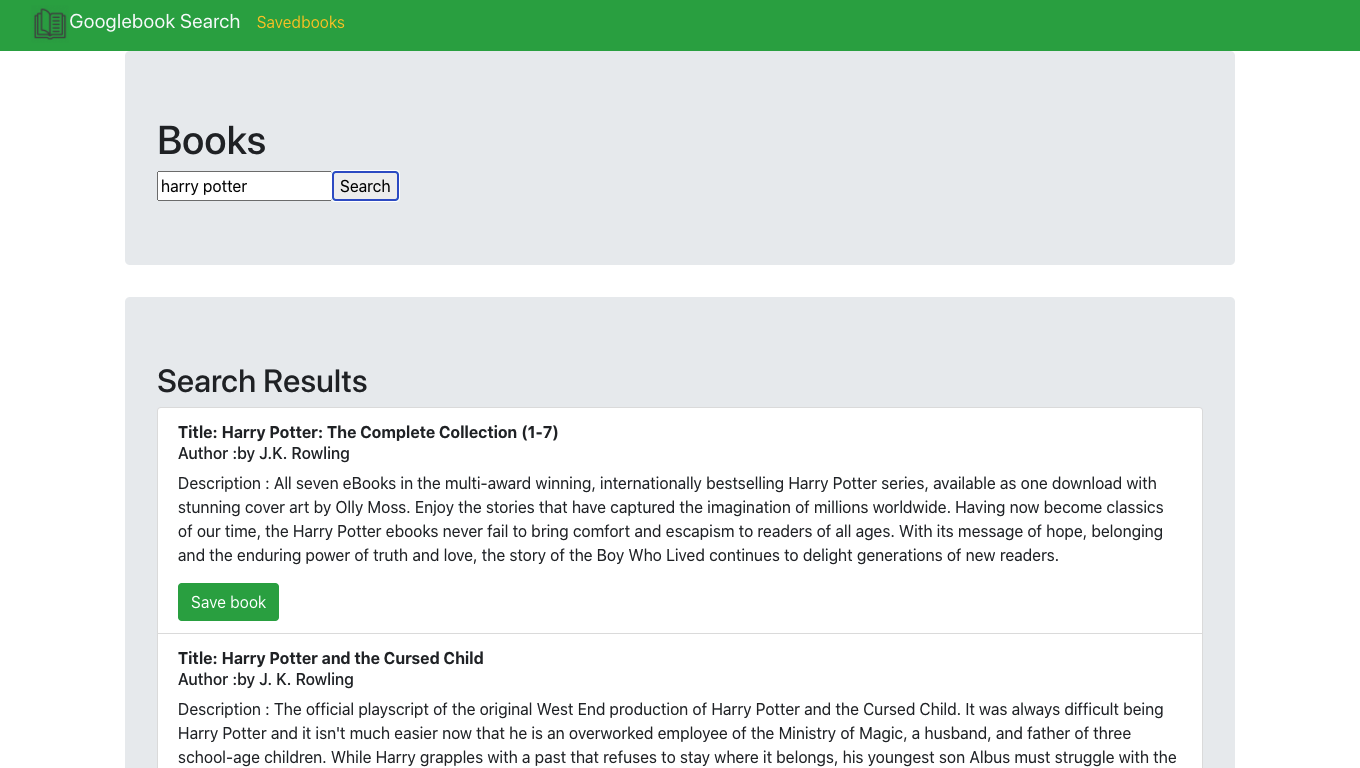 Googlebook Search Savedbooks
Books
harry potter Search
Search Results
Title: Harry Potter: The Complete Collection (1-7)
Author :by J.K. Rowling
Description : All seven eBooks in the multi-award winning, internationally bestselling Harry Potter series, available as one download with
stunning cover art by Olly Moss. Enjoy the stories that have captured the imagination of millions worldwide. Having now become classics
of our time, the Harry Potter ebooks never fail to bring comfort and escapism to readers of all ages. With its message of hope, belonging
and the enduring power of truth and love, the story of the Boy Who Lived continues to delight generations of new readers.
Save book
Title: Harry Potter and the Cursed Child
Author :by J. K. Rowling
Description : The official playscript of the original West End production of Harry Potter and the Cursed Child. It was always difficult being
Harry Potter and it isn't much easier now that he is an overworked employee of the Ministry of Magic, a husband, and father of three
school-age children. While Harry grapples with a past that refuses to stay where it belongs, his youngest son Albus must struggle with the